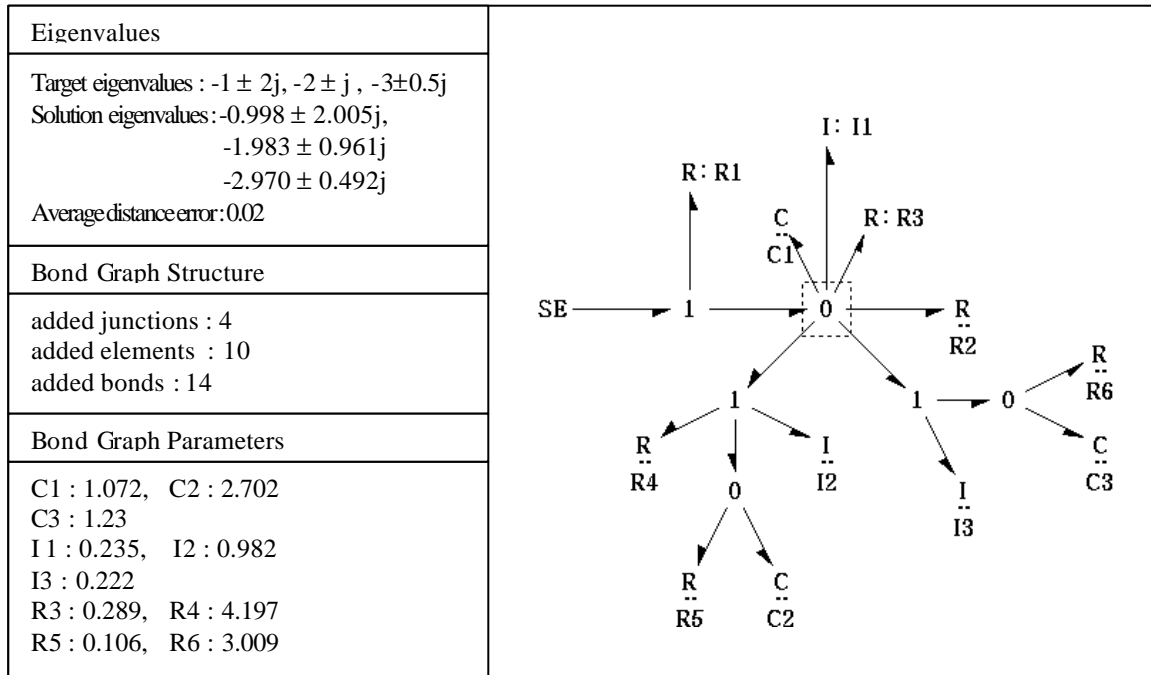 Eigenvalues
Target eigenvalues : -1 ± 2j, -2 ± j , -3±0.5j
Solution eigenvalues:-0.998 ± 2.005j,
-1.983 ± 0.961j
-2.970 ± 0.492j
Average distance error:0.02
Bond Graph Structure
added junctions : 4
added elements : 10
added bonds : 14
Bond Graph Parameters
C1 : 1.072, C2 : 2.702
C3 : 1.23
I1 : 0.235, I2 : 0.982
I3 : 0.222
R3 : 0.289, R4 : 4.197
R5 : 0.106, R6 : 3.009
I: I1
R: R1
C
C1
R: R3
SE
1
0
R
R2
R
R6
1
1
0
R
R4
I
I2
C
C3
0
I
I3
R
R5
C
C2